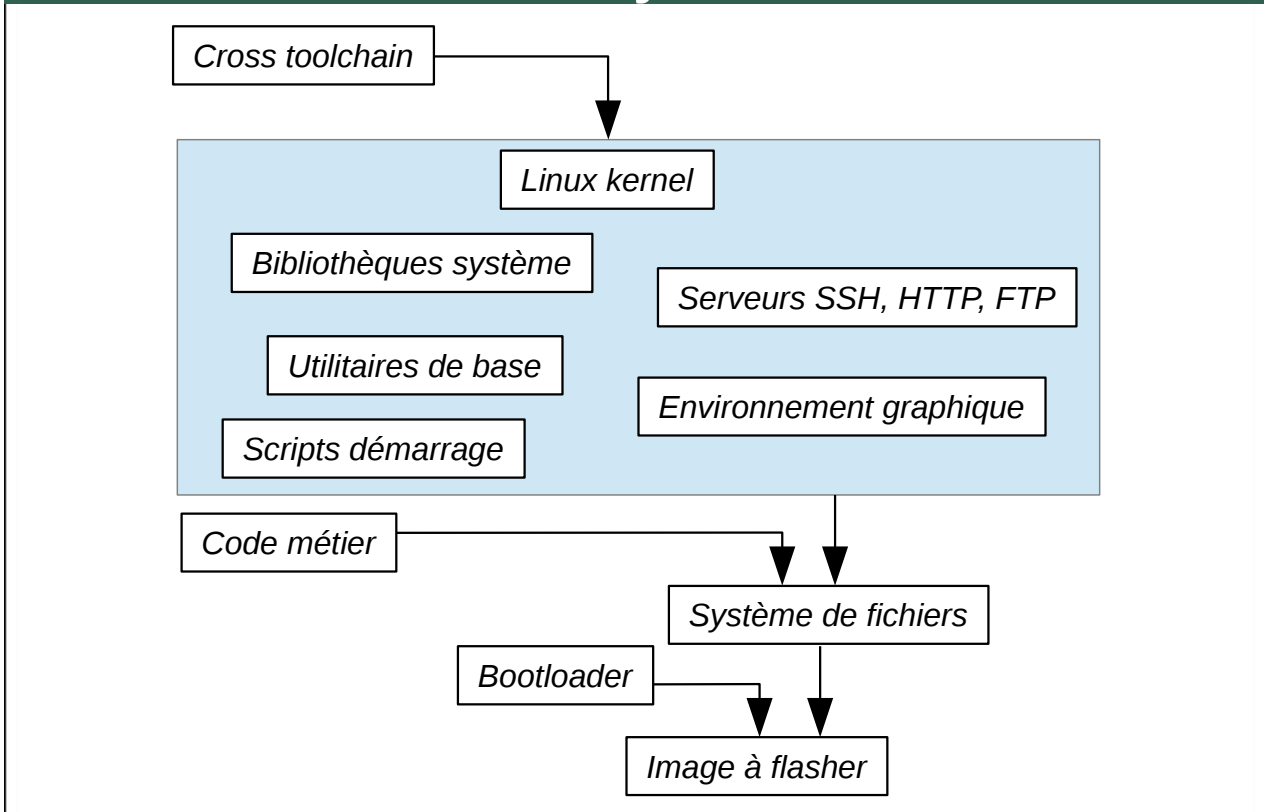 Cross toolchain
Linux kernel
Bibliothèques système
Serveurs SSH, HTTP, FTP
Utilitaires de base
Environnement graphique
Scripts démarrage
Code métier
Système de fichiers
Bootloader
Image à flasher